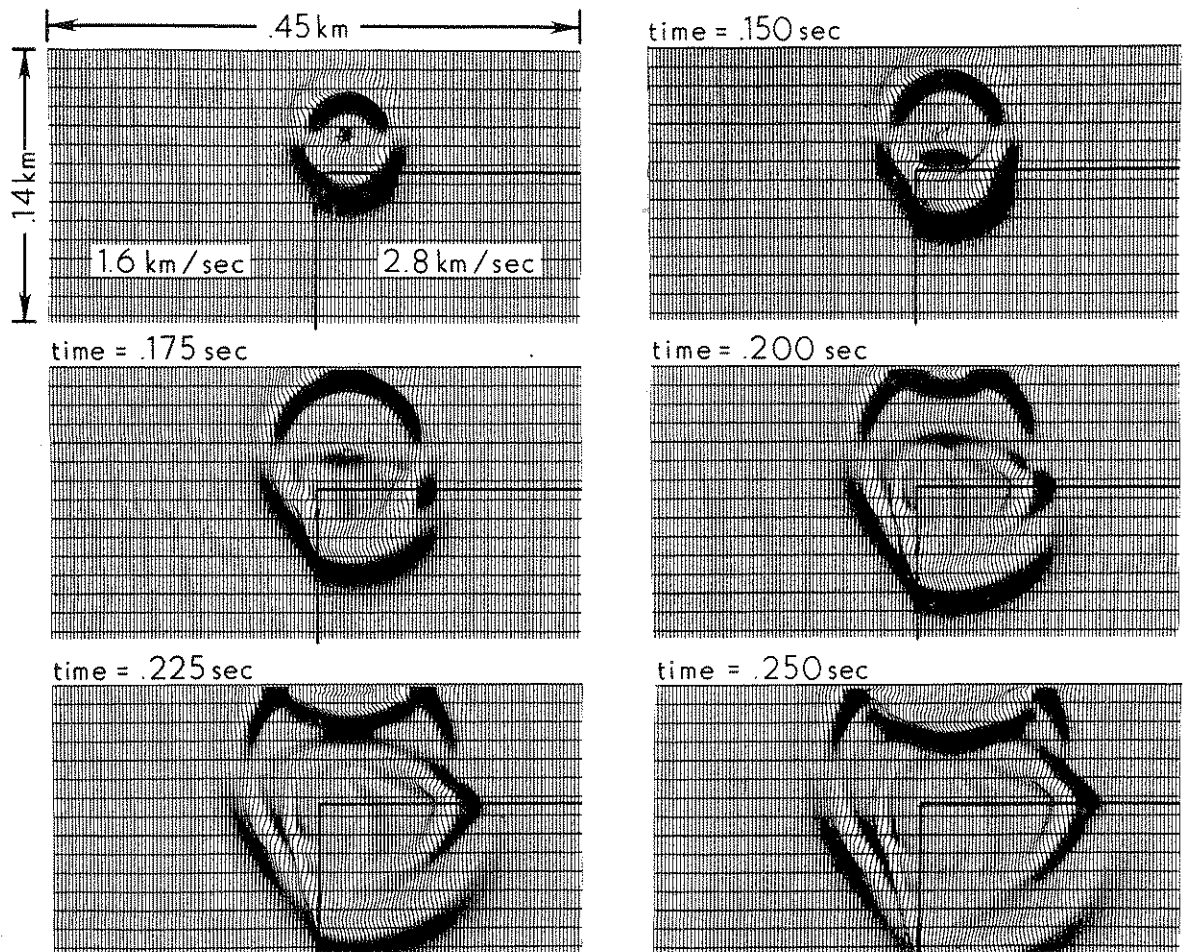 .45 km
.14 km
1.6 km/sec
2.8 km/sec
time = .150 sec
time = .175 sec
time = .200 sec
time = .225 sec
time = .250 sec